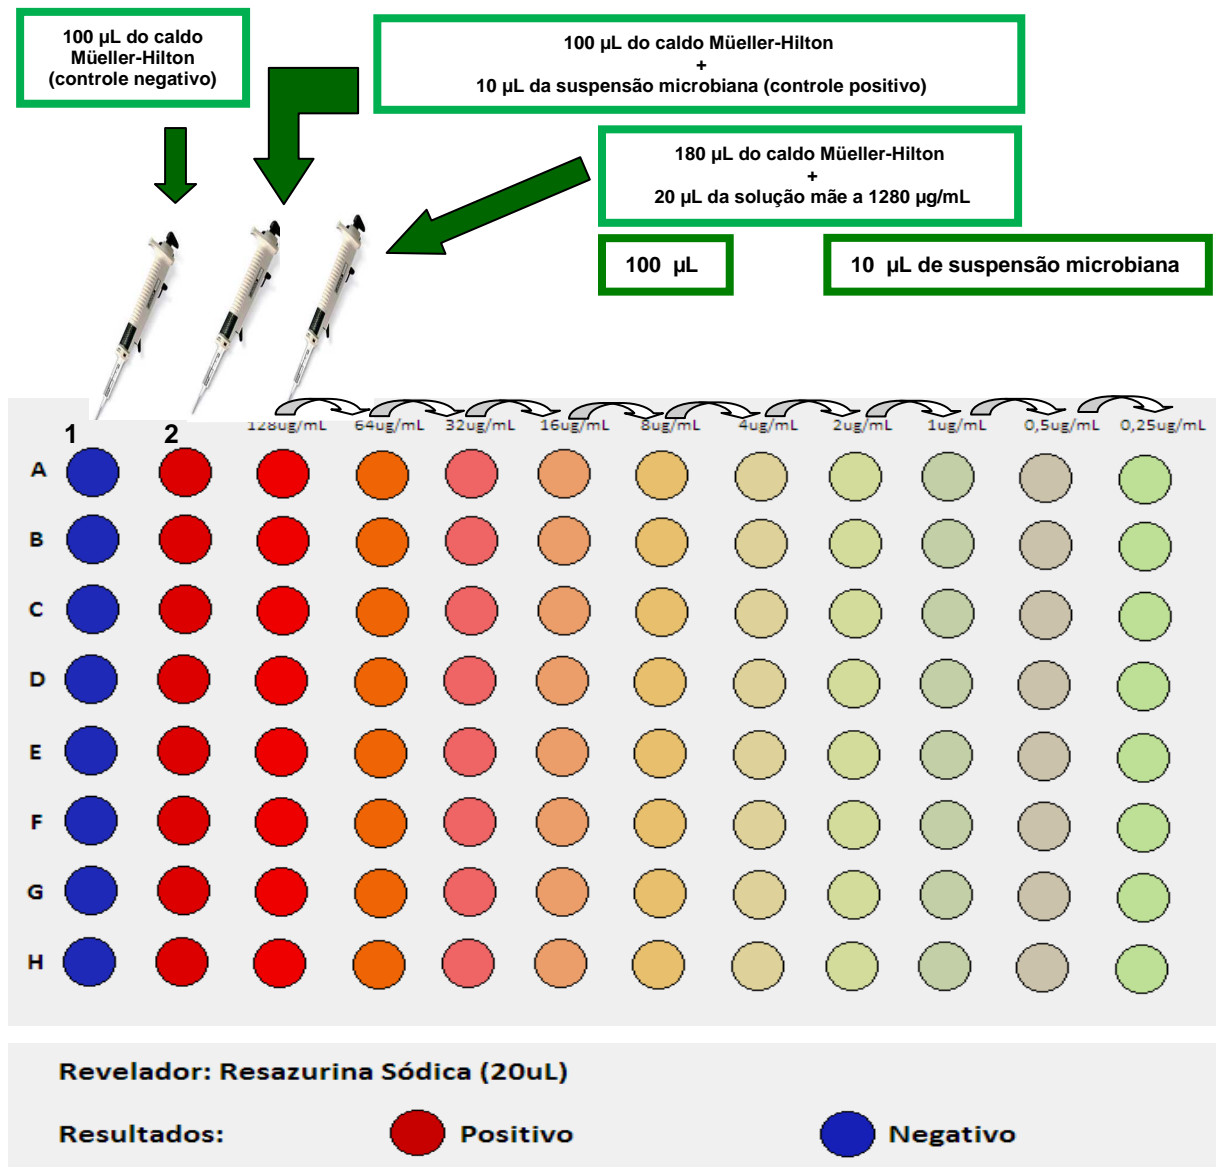 100 µL do caldo
Müeller-Hilton
(controle negativo)
100 µL do caldo Müeller-Hilton
+
10 µL da suspensão microbiana (controle positivo)
180 µL do caldo Müeller-Hilton
+
20 µL da solução mãe a 1280 µg/mL
100 µL
10 µL de suspensão microbiana
1 2 128ug/mL 64ug/mL 32ug/mL 16ug/mL 8ug/mL 4ug/mL 2ug/mL 1ug/mL 0,5ug/mL 0,25ug/mL
A
B
C
D
E
F
G
H
Revelador: Resazurina Sódica (20uL)
Resultados: Positivo Negativo